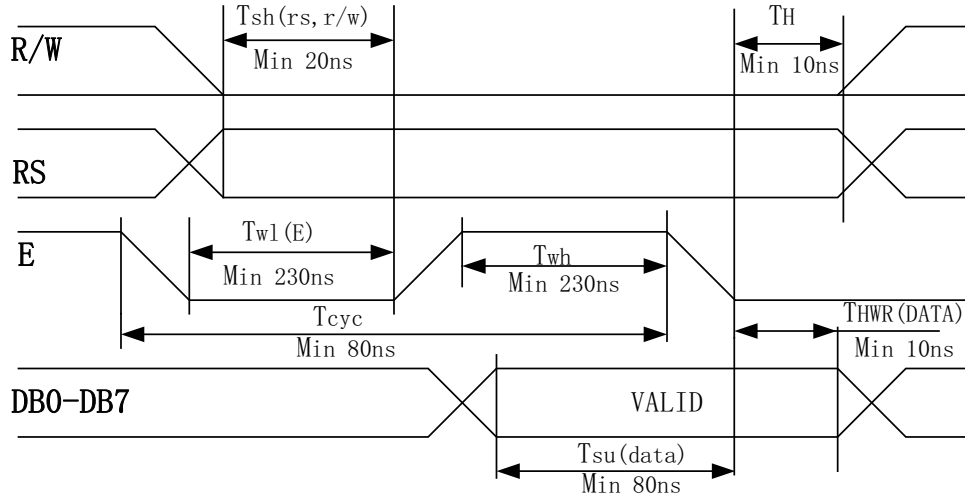 R/W
Tsh(rs,r/w)
Min 20ns
TH
Min 10ns
RS
E
Twl(E)
Min 230ns
Twh
Min 230ns
Tcyc
Min 80ns
THWR(DATA)
Min 10ns
DB0-DB7
VALID
Tsu(data)
Min 80ns